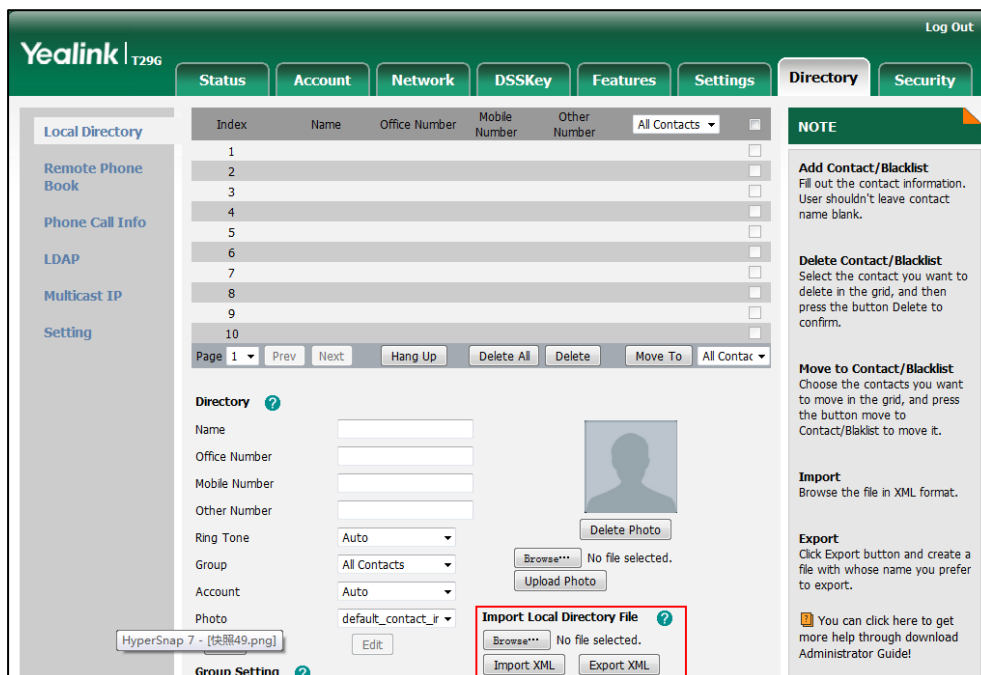 Log Out
Yealink T29G
Status Account Network DSSKey Features Settings Directory Security
Local Directory
Remote Phone
Book
Phone Call Info
LDAP
Multicast IP
Setting
Index Name Office Number Mobile Number Other Number All Contacts
1
2
3
4
5
6
7
8
9
10
Page 1 Prev Next Hang Up Delete All Delete Move To All Contac
Directory ?
Name
Office Number
Mobile Number
Other Number
Ring Tone Auto
Group All Contacts
Account Auto
Photo default_contact_ir
HyperSnap 7 - [快照49.png]
Edit
Group Setting ?
Delete Photo
Browse... No file selected.
Upload Photo
Import Local Directory File ?
Browse... No file selected.
Import XML Export XML
NOTE
Add Contact/Blacklist
Fill out the contact information.
User shouldn't leave contact
name blank.
Delete Contact/Blacklist
Select the contact you want to
delete in the grid, and then
press the button Delete to
confirm.
Move to Contact/Blacklist
Choose the contacts you want
to move in the grid, and press
the button move to
Contact/Blaklist to move it.
Import
Browse the file in XML format.
Export
Click Export button and create a
file with whose name you prefer
to export.
? You can click here to get
more help through download
Administrator Guide!